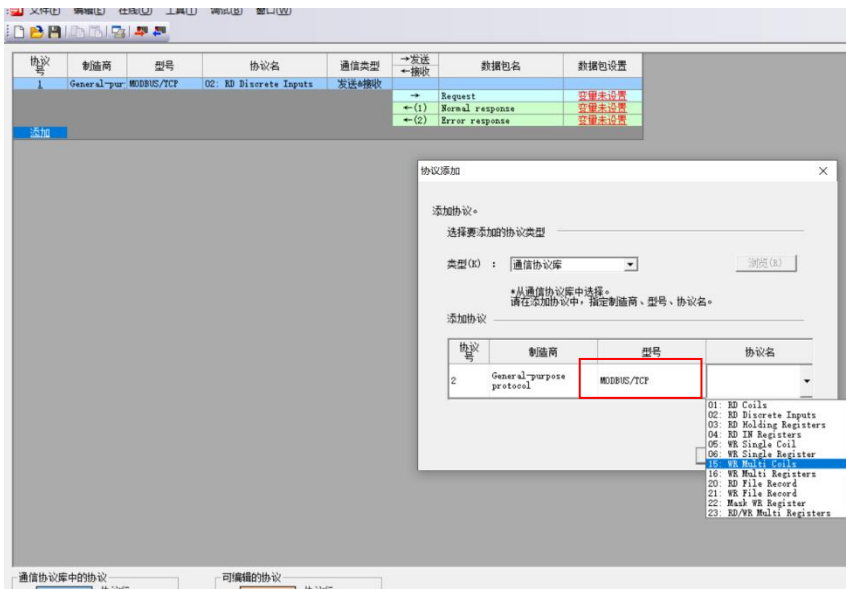 文件(F) 编辑(E) 在线(O) 工具(T) 调试(B) 窗口(W)
协议号 制造商 型号 协议名 通信类型 →发送 ←接收 数据包名 数据包设置
1 General-pur MODBUS/TCP 02: RD Discrete Inputs 发送&接收
→ Request 变量未设置
←(1) Normal response 变量未设置
←(2) Error response 变量未设置
添加
协议添加
添加协议。
选择要添加的协议类型
类型(K) : 通信协议库 浏览(R)
*从通信协议库中选择。
请在添加协议中，指定制造商、型号、协议名。
添加协议
协议号 制造商 型号 协议名
2 General-purpose protocol MODBUS/TCP
01: RD Coils
02: RD Discrete Inputs
03: RD Holding Registers
04: RD IN Registers
05: WR Single Coil
06: WR Single Register
15: WR Multi Coils
16: WR Multi Registers
20: RD File Record
21: WR File Record
22: Mask WR Register
23: RD/WR Multi Registers
通信协议库中的协议 可编辑的协议